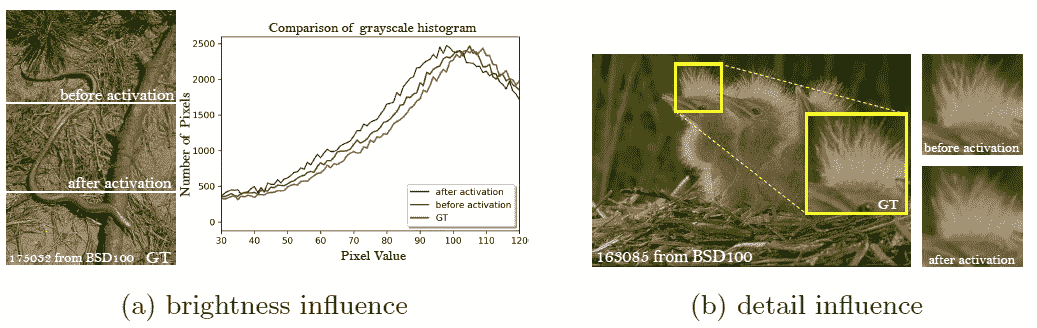 before activation
after activation
175032 from BSD100 GT
Comparison of grayscale histogram
Number of Pixels
2500
2000
1500
1000
500
0
30 40 50 60 70 80 90 100 110 120
Pixel Value
after activation
before activation
GT
(a) brightness influence
GT
163085 from BSD100
before activation
after activation
(b) detail influence